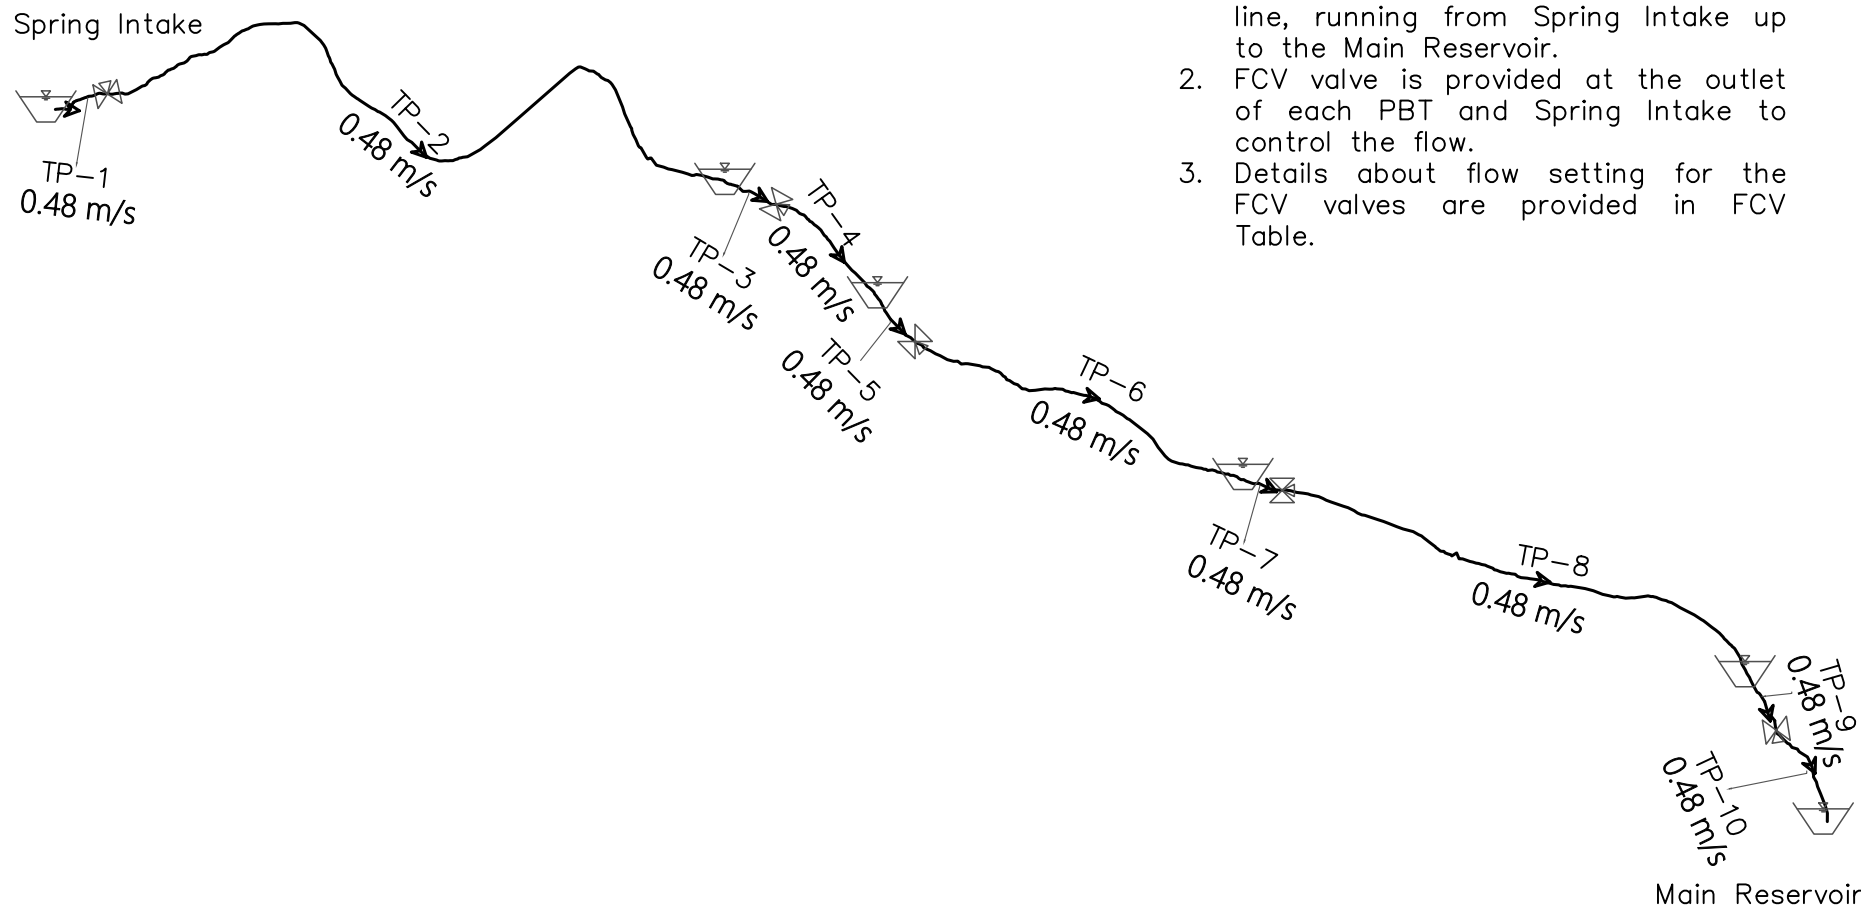 Spring Intake
line, running from Spring Intake up
to the Main Reservoir.
2. FCV valve is provided at the outlet
of each PBT and Spring Intake to
control the flow.
3. Details about flow setting for the
FCV valves are provided in FCV
Table.
TP-1
0.48 m/s
TP-2
0.48 m/s
TP-3
0.48 m/s
TP-4
0.48 m/s
TP-5
0.48 m/s
TP-6
0.48 m/s
TP-7
0.48 m/s
TP-8
0.48 m/s
TP-9
0.48 m/s
TP-10
0.48 m/s
Main Reservoir